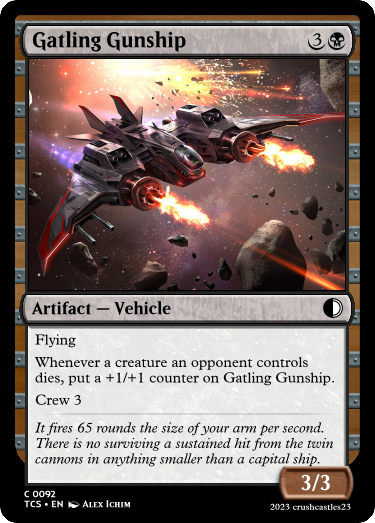 Gatling Gunship 3
Artifact — Vehicle
Flying
Whenever a creature an opponent controls
dies, put a +1/+1 counter on Gatling Gunship.
Crew 3
It fires 65 rounds the size of your arm per second.
There is no surviving a sustained hit from the twin
cannons in anything smaller than a capital ship.
3/3
C 0092
TCS • EN Alex Ichim
2023 crushcastles23